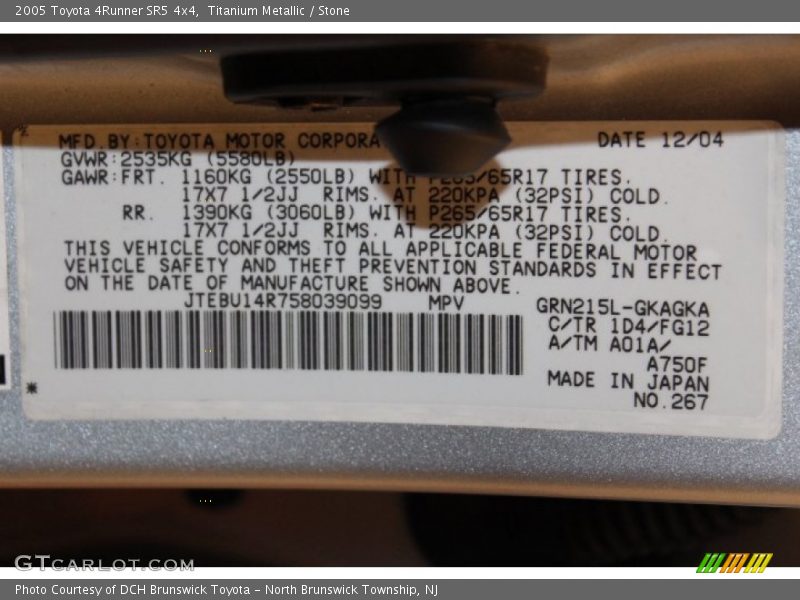 2005 Toyota 4Runner SR5 4x4, Titanium Metallic / Stone
MFD.BY:TOYOTA MOTOR CORPORA DATE 12/04
GVWR:2535KG (5580LB)
GAWR:FRT. 1160KG (2550LB) WITH P265/65R17 TIRES.
17X7 1/2JJ RIMS. AT 220KPA (32PSI) COLD.
RR. 1390KG (3060LB) WITH P265/65R17 TIRES.
17X7 1/2JJ RIMS. AT 220KPA (32PSI) COLD.
THIS VEHICLE CONFORMS TO ALL APPLICABLE FEDERAL MOTOR
VEHICLE SAFETY AND THEFT PREVENTION STANDARDS IN EFFECT
ON THE DATE OF MANUFACTURE SHOWN ABOVE.
JTEBU14R758039099 MPV GRN215L-GKAGKA
C/TR 1D4/FG12
A/TM A01A/
A750F
MADE IN JAPAN
NO.267
GTCARLOT.COM
Photo Courtesy of DCH Brunswick Toyota - North Brunswick Township, NJ